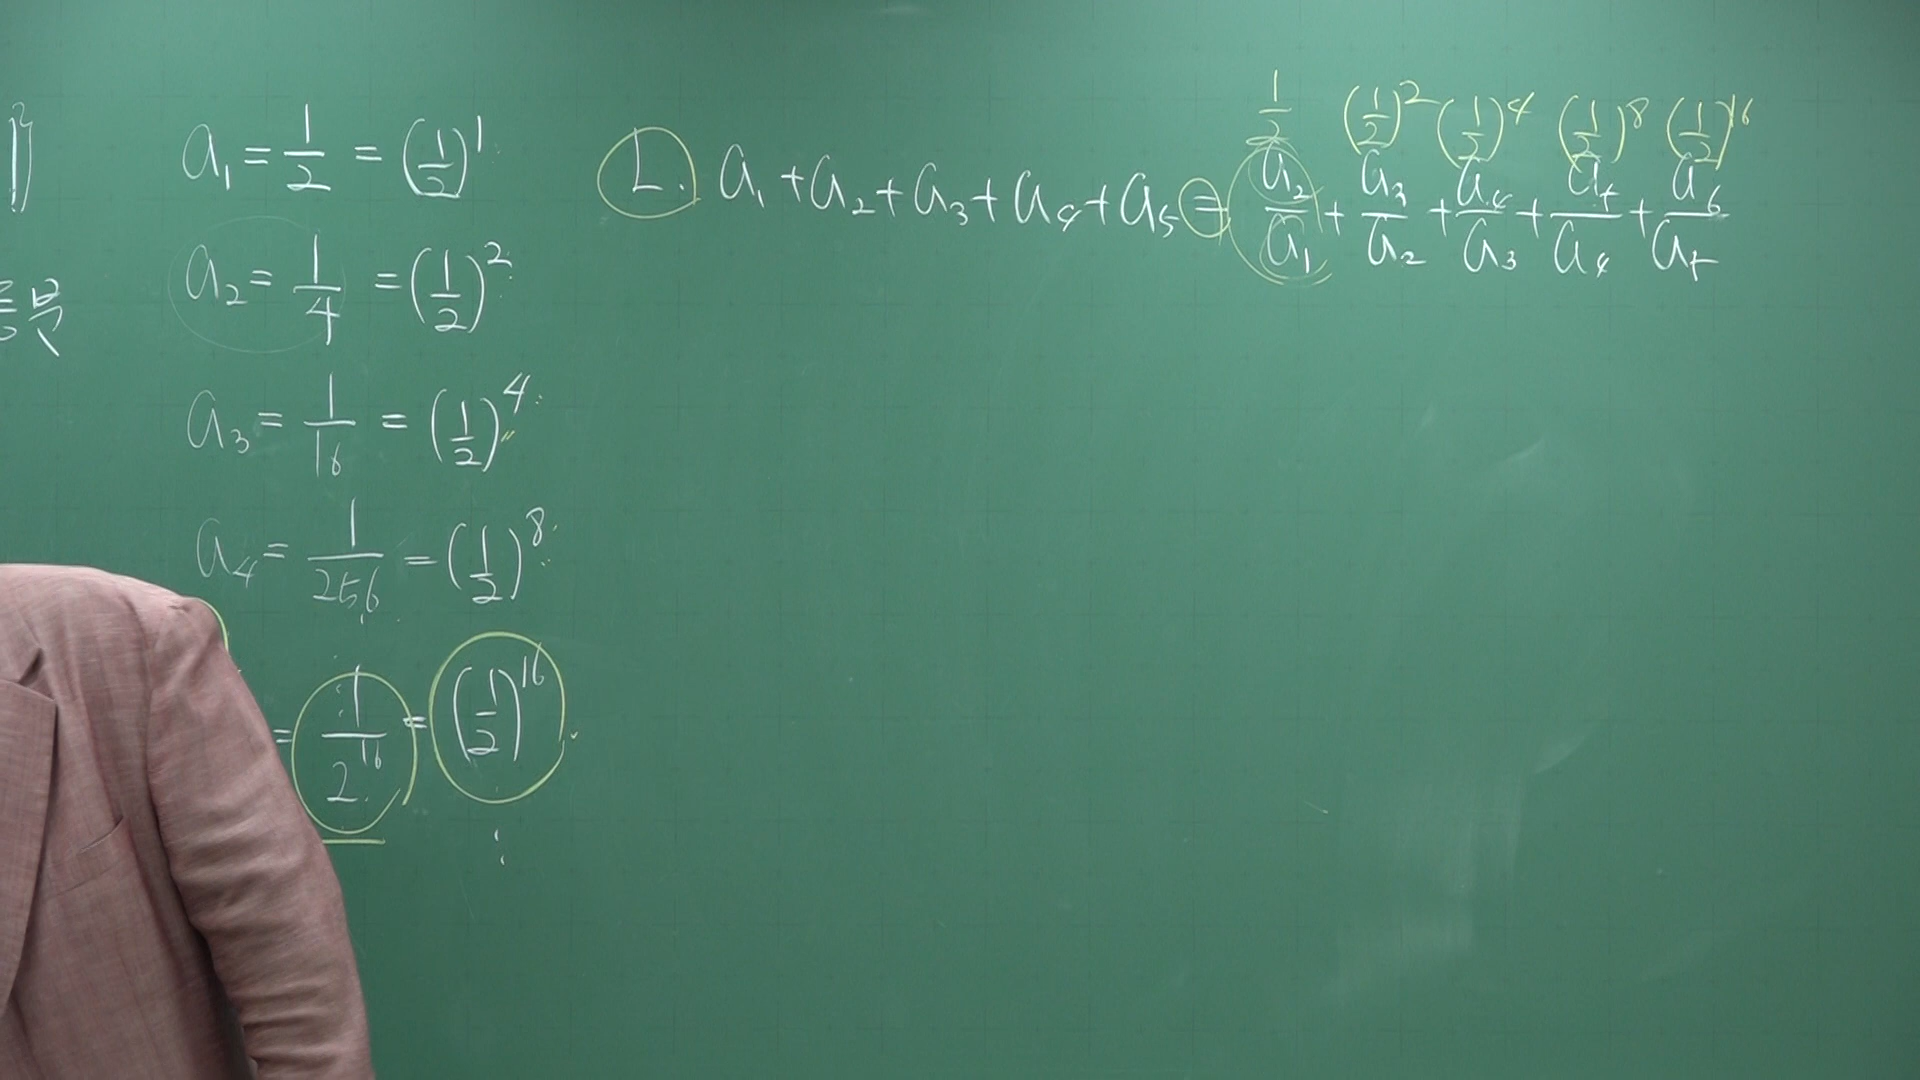 a₁ = 1/2 = (1/2)¹
a₂ = 1/4 = (1/2)²
a₃ = 1/16 = (1/2)⁴
a₄ = 1/256 = (1/2)⁸
= 1/2¹⁶ = (1/2)¹⁶
1/2 (1/2)² (1/2)⁴ (1/2)⁸ (1/2)¹⁶
ㄴ. a₁ + a₂ + a₃ + a₄ + a₅ = a₂/a₁ + a₃/a₂ + a₄/a₃ + a₅/a₄ + a₆/a₅